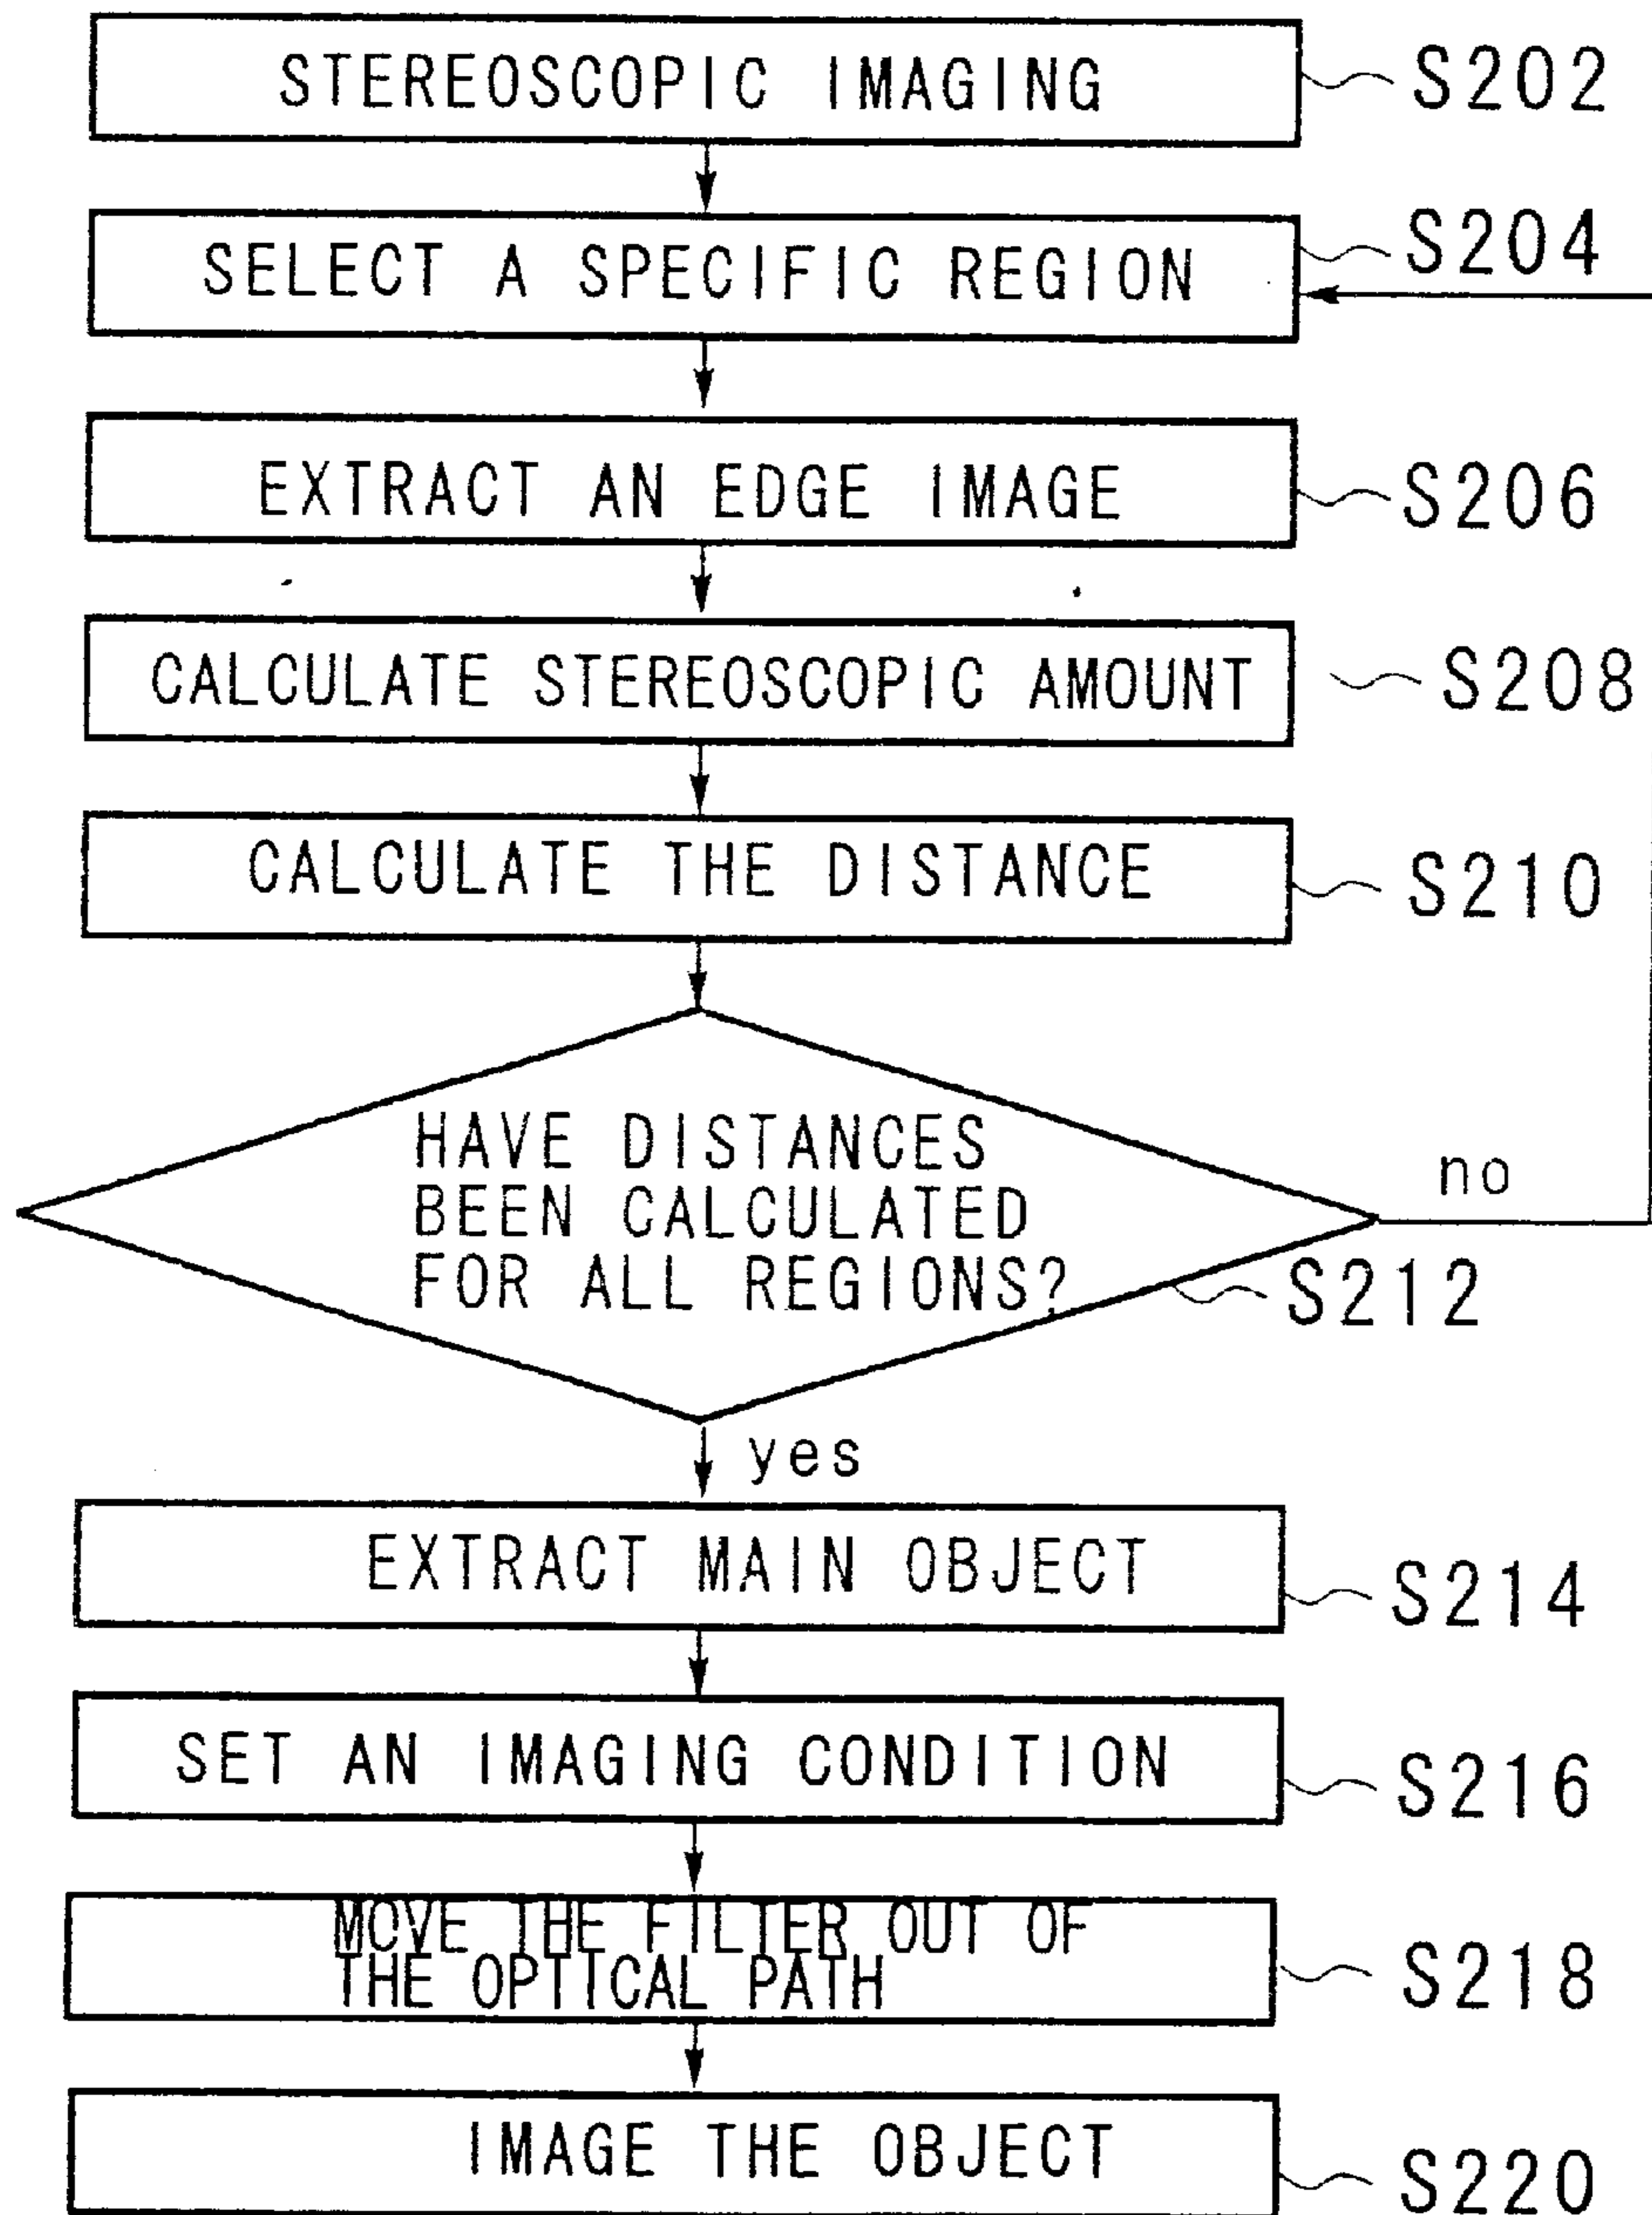 STEREOSCOPIC IMAGING S202
SELECT A SPECIFIC REGION S204
EXTRACT AN EDGE IMAGE S206
CALCULATE STEREOSCOPIC AMOUNT S208
CALCULATE THE DISTANCE S210
HAVE DISTANCES
BEEN CALCULATED
FOR ALL REGIONS?
no
S212
yes
EXTRACT MAIN OBJECT S214
SET AN IMAGING CONDITION S216
MOVE THE FILTER OUT OF
THE OPTICAL PATH
S218
IMAGE THE OBJECT S220